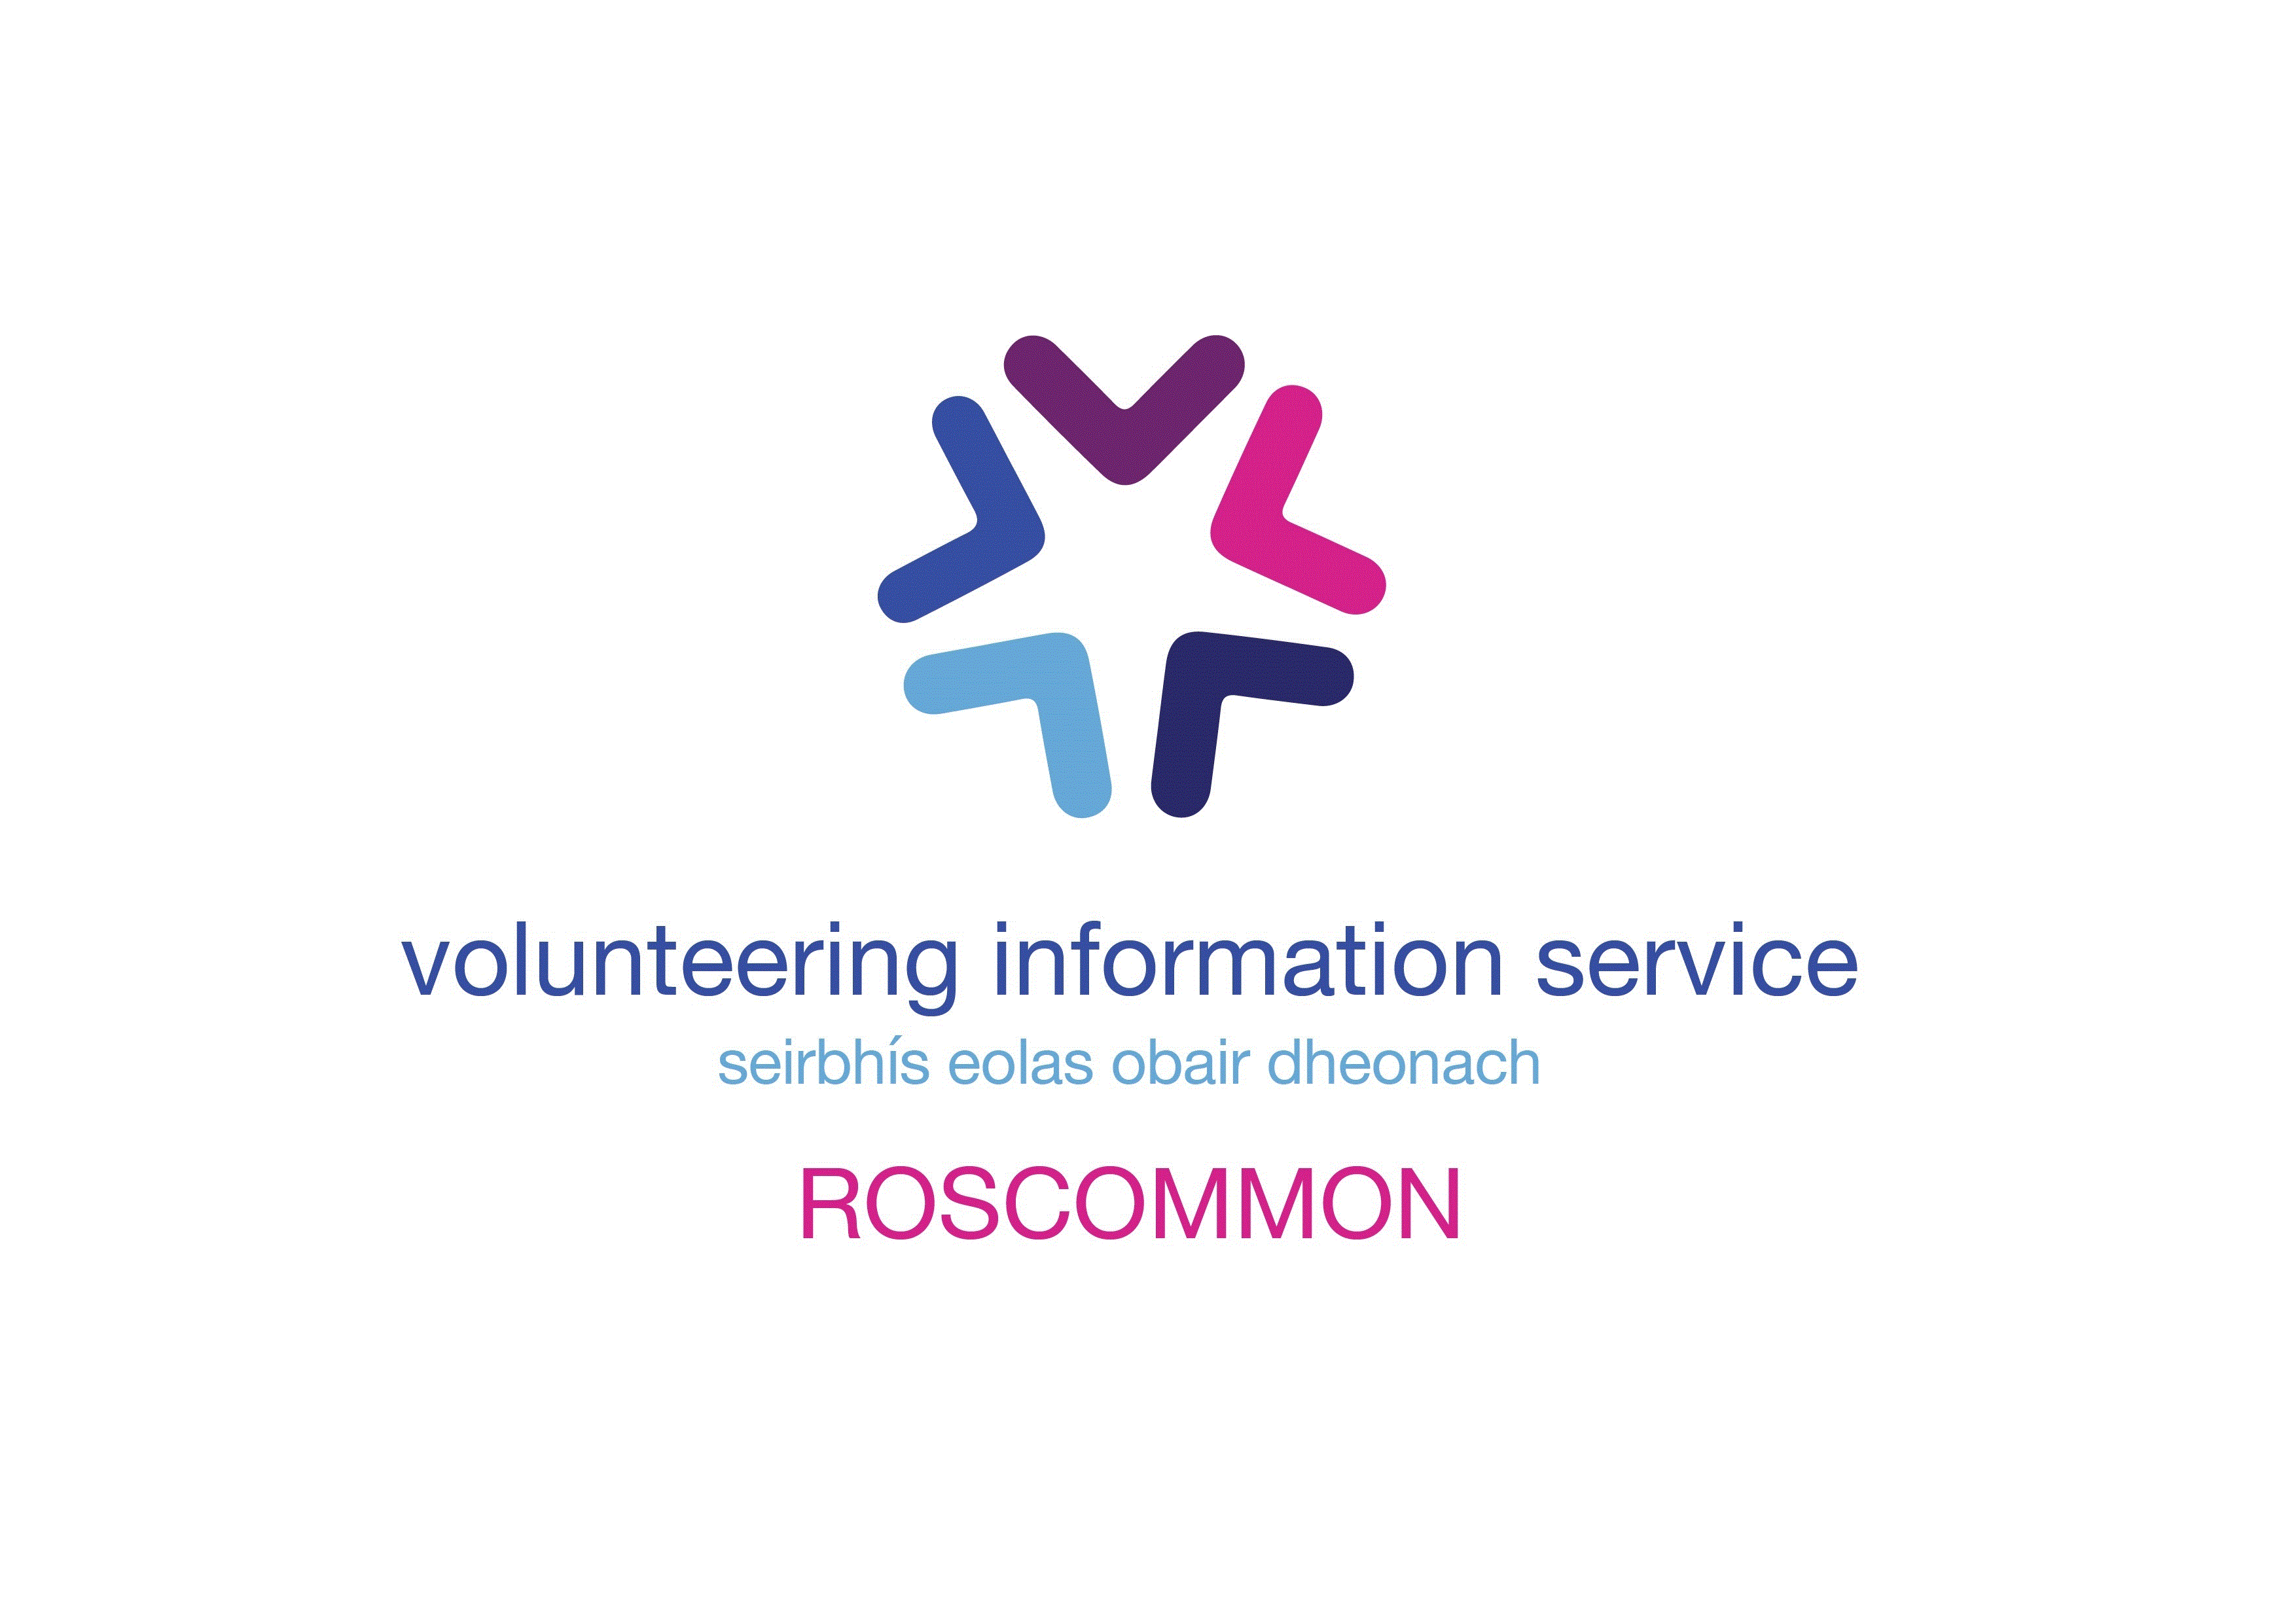 volunteering information service
seirbhís eolas obair dheonach
ROSCOMMON